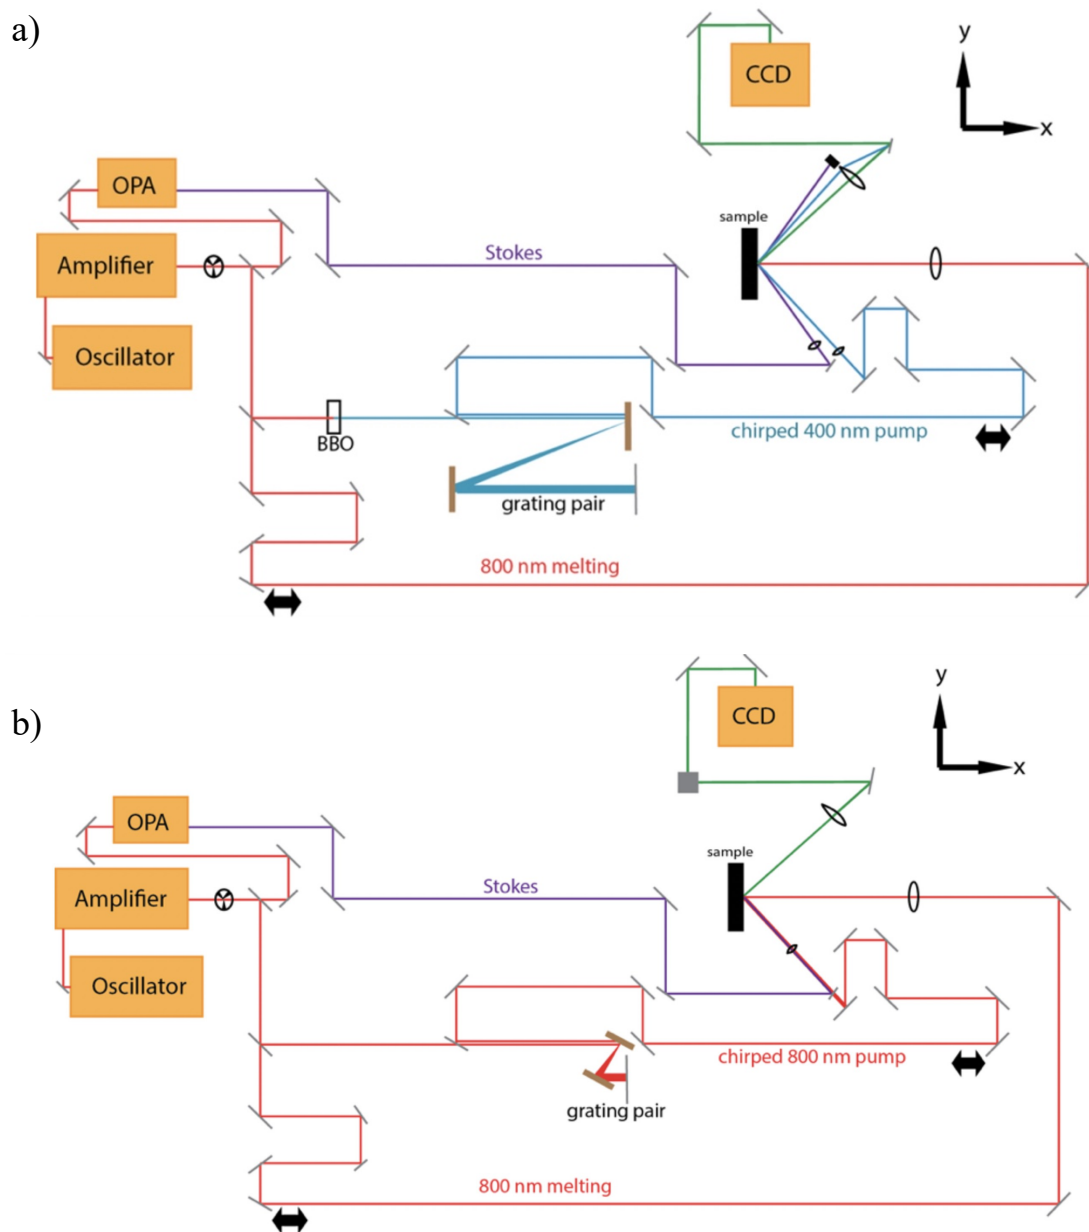 a)
CCD
y
x
OPA
sample
Amplifier
Stokes
Oscillator
BBO
chirped 400 nm pump
grating pair
800 nm melting
b)
CCD
y
x
OPA
sample
Amplifier
Stokes
Oscillator
chirped 800 nm pump
grating pair
800 nm melting